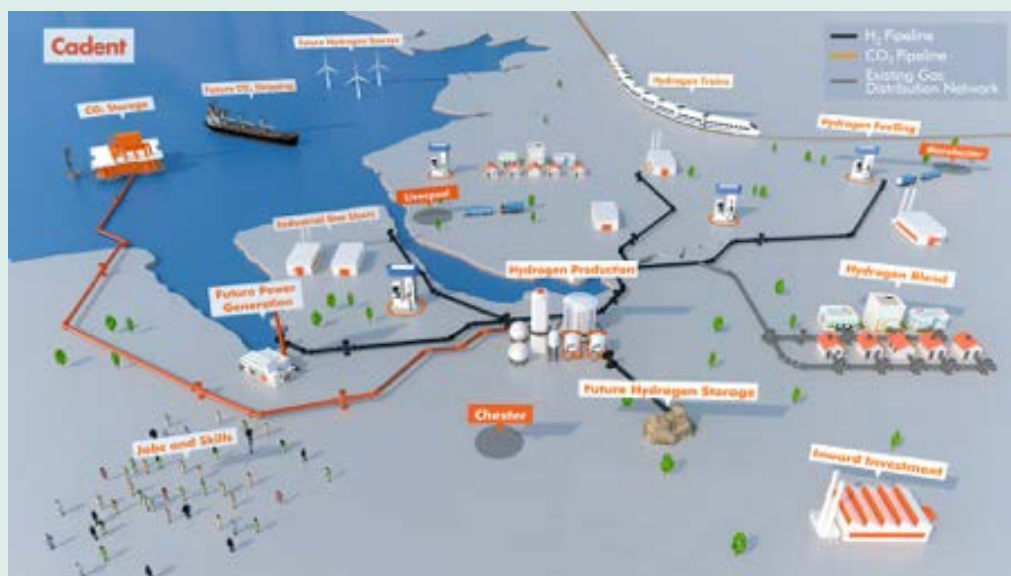 Cadent
H₂ Pipeline
CO₂ Pipeline
Existing Gas
Distribution Network
Future Hydrogen Sources
Future CO₂ Shipping
CO₂ Storage
Hydrogen Trains
Hydrogen Fuelling
Manchester
Liverpool
Industrial Gas Users
Hydrogen Production
Hydrogen Blend
Future Power
Generation
Future Hydrogen Storage
Chester
Jobs and Skills
Inward Investment